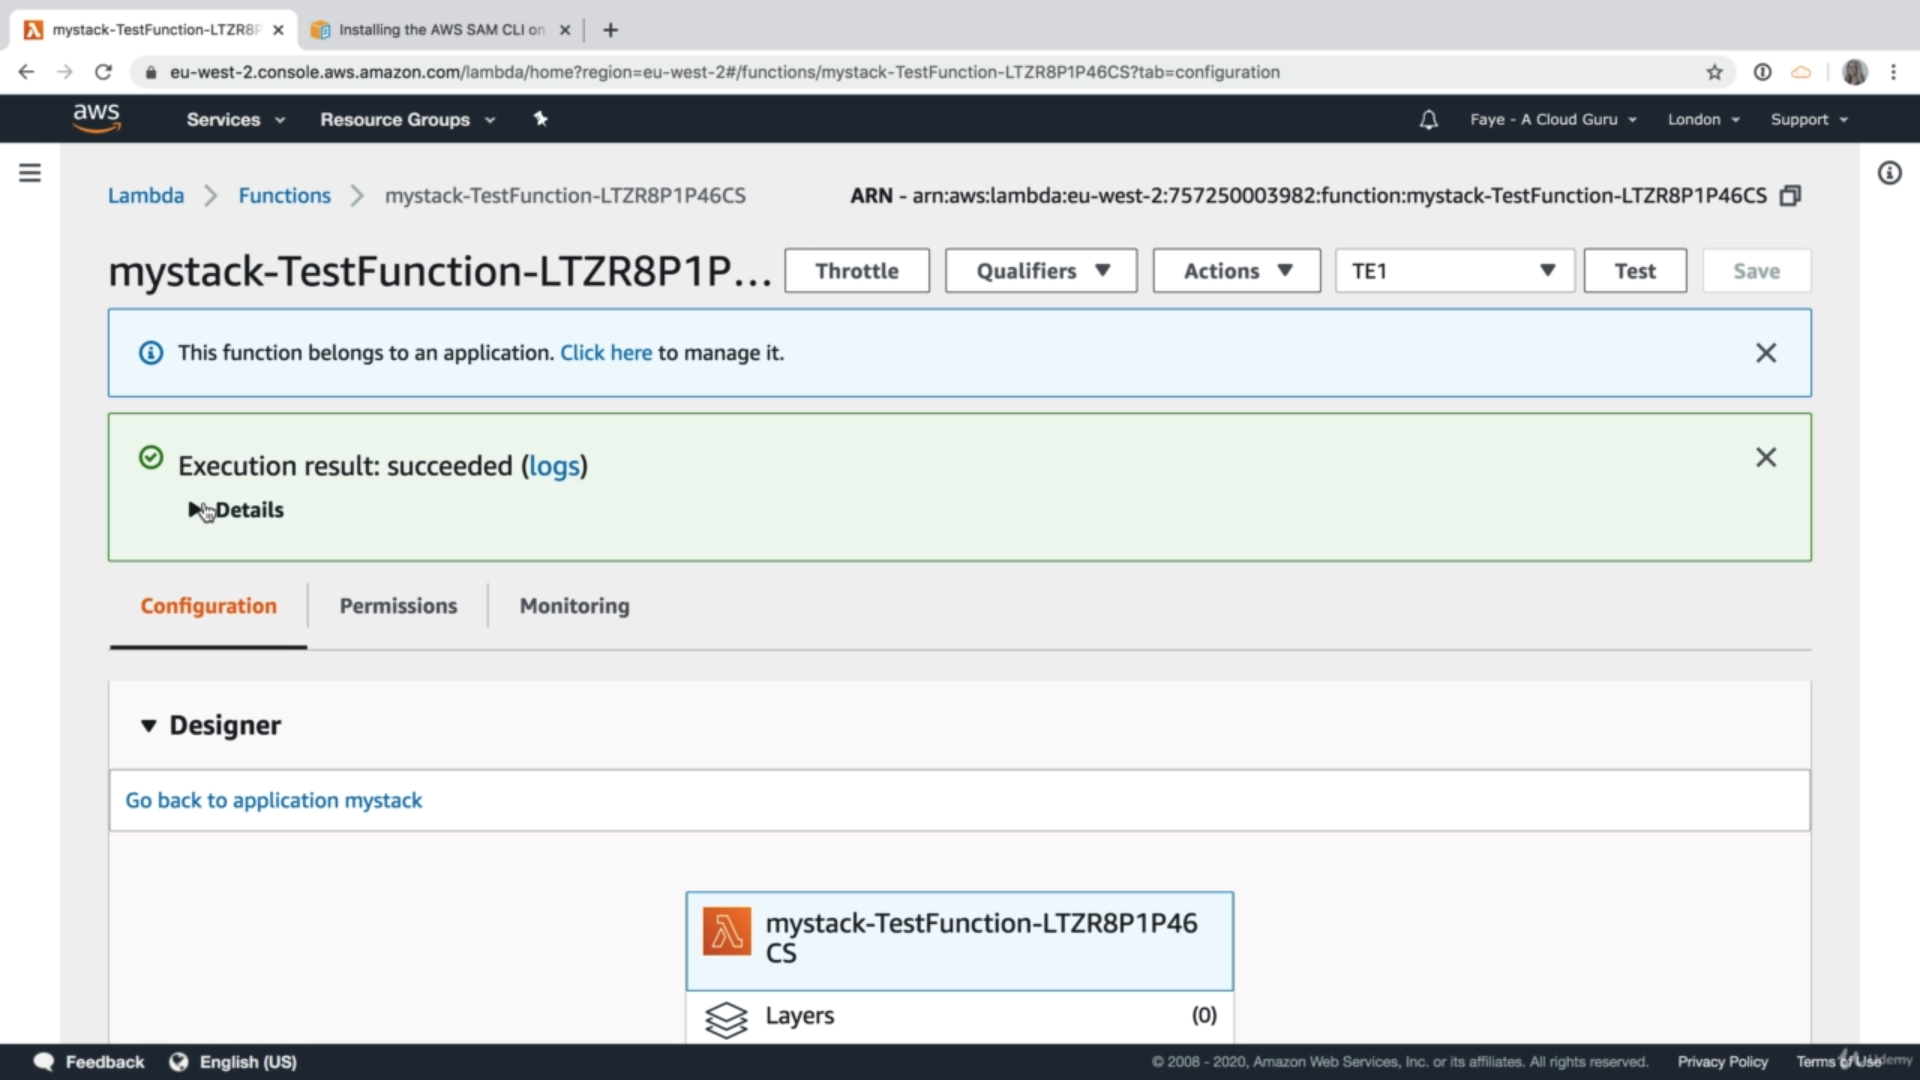 mystack-TestFunction-LTZR8P
Installing the AWS SAM CLI on
eu-west-2.console.aws.amazon.com/lambda/home?region=eu-west-2#/functions/mystack-TestFunction-LTZR8P1P46CS?tab=configuration
aws
Services
Resource Groups
Faye - A Cloud Guru
London
Support
Lambda
Functions
mystack-TestFunction-LTZR8P1P46CS
ARN - arn:aws:lambda:eu-west-2:757250003982:function:mystack-TestFunction-LTZR8P1P46CS
mystack-TestFunction-LTZR8P1P...
Throttle
Qualifiers
Actions
TE1
Test
Save
This function belongs to an application. Click here to manage it.
Execution result: succeeded (logs)
Details
Configuration
Permissions
Monitoring
Designer
Go back to application mystack
mystack-TestFunction-LTZR8P1P46
CS
Layers
(0)
Feedback
English (US)
© 2008 - 2020, Amazon Web Services, Inc. or its affiliates. All rights reserved.
Privacy Policy
Terms of Use